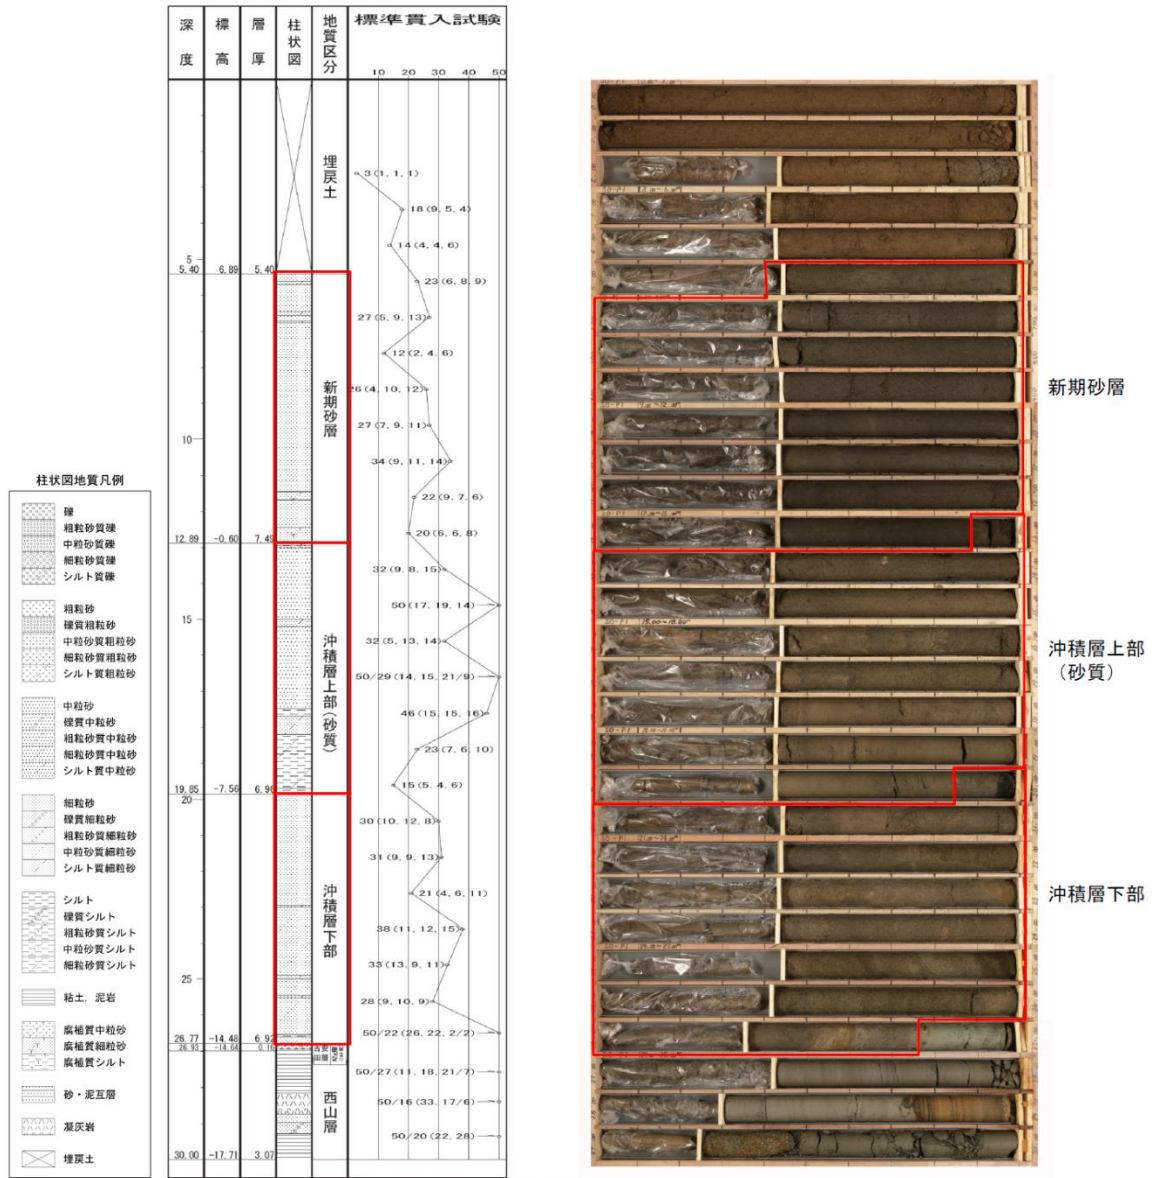 深度
標高
層厚
柱状図
地質区分
標準貫入試験
10 20 30 40 50
埋戻土
3(1, 1, 1)
18(9, 5, 4)
14(4, 4, 6)
5
5.40 6.89 5.40
23(6, 8, 9)
27(5, 9, 13)
12(2, 4, 6)
新期砂層
26(4, 10, 12)
27(7, 9, 11)
10
34(9, 11, 14)
22(9, 7, 6)
20(6, 6, 8)
12.89 -0.60 7.49
32(9, 8, 15)
50(17, 19, 14)
15
32(5, 13, 14)
沖積層上部(砂質)
50/29(14, 15, 21/9)
46(15, 15, 16)
23(7, 6, 10)
15(5, 4, 6)
19.85 -7.56 6.96
20
30(10, 12, 8)
31(9, 9, 13)
21(4, 6, 11)
沖積層下部
38(11, 12, 15)
33(13, 9, 11)
25
28(9, 10, 9)
50/22(26, 22, 2/2)
26.77 -14.48 6.92
26.93 -14.64 0.16
50/27(11, 18, 21/7)
西山層
50/16(33, 17/6)
50/20(22, 28)
30.00 -17.71 3.07
柱状図地質凡例
礫
粗粒砂質礫
中粒砂質礫
細粒砂質礫
シルト質礫
粗粒砂
礫質粗粒砂
中粒砂質粗粒砂
細粒砂質粗粒砂
シルト質粗粒砂
中粒砂
礫質中粒砂
粗粒砂質中粒砂
細粒砂質中粒砂
シルト質中粒砂
細粒砂
礫質細粒砂
粗粒砂質細粒砂
中粒砂質細粒砂
シルト質細粒砂
シルト
礫質シルト
粗粒砂質シルト
中粒砂質シルト
細粒砂質シルト
粘土，泥岩
腐植質中粒砂
腐植質細粒砂
腐植質シルト
砂・泥互層
凝灰岩
埋戻土
新期砂層
沖積層上部
（砂質）
沖積層下部